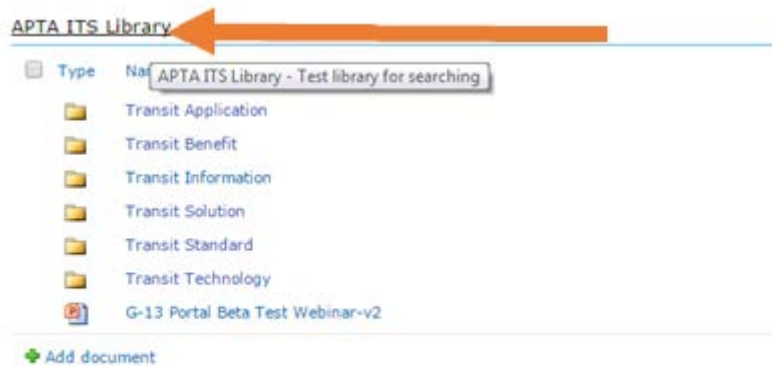 APTA ITS Library
Type Na
APTA ITS Library - Test library for searching
Transit Application
Transit Benefit
Transit Information
Transit Solution
Transit Standard
Transit Technology
G-13 Portal Beta Test Webinar-v2
Add document